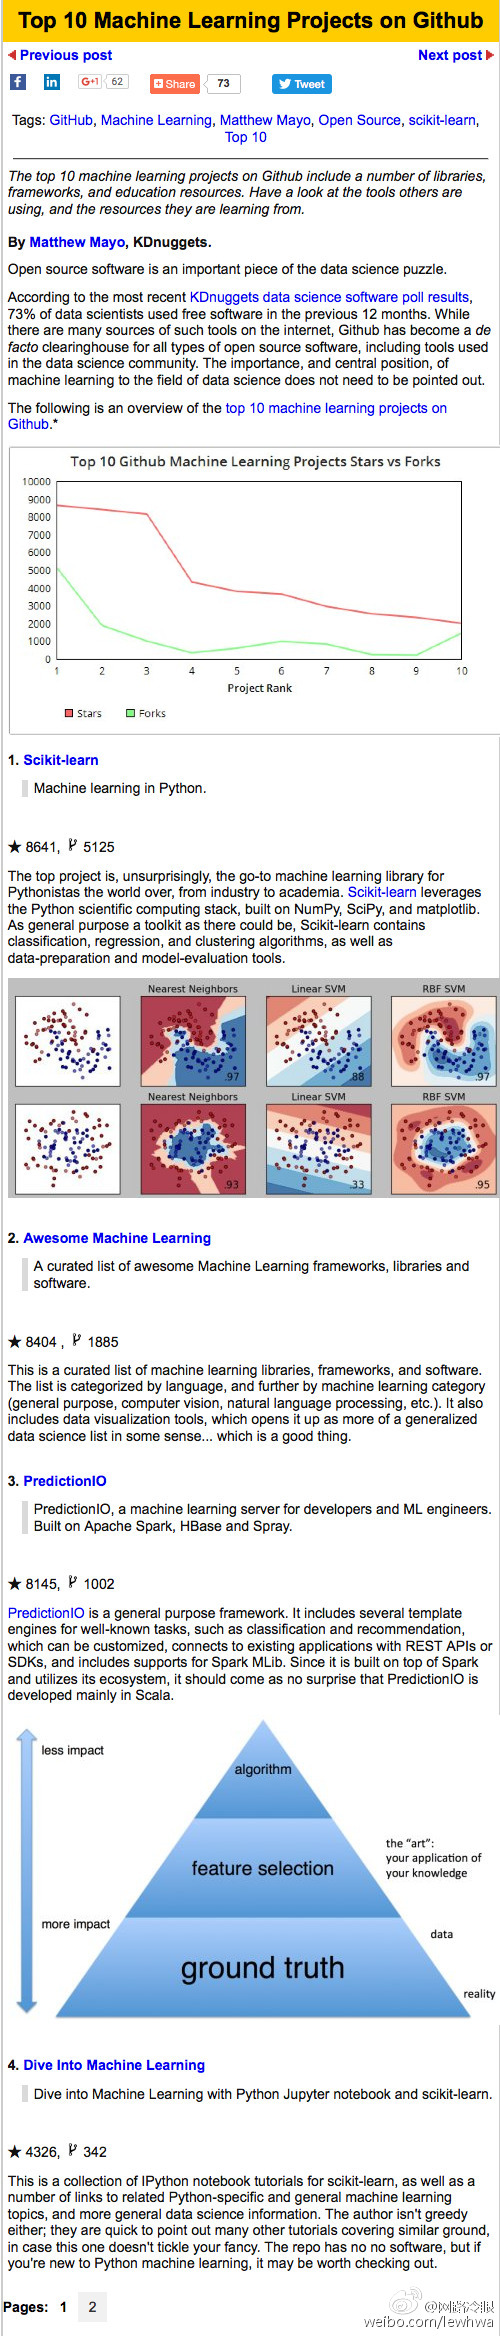 Top 10 Machine Learning Projects on Github
Previous post
Next post
f
in
G+1 62
Share 73
Tweet
Tags: GitHub, Machine Learning, Matthew Mayo, Open Source, scikit-learn,
Top 10
The top 10 machine learning projects on Github include a number of libraries,
frameworks, and education resources. Have a look at the tools others are
using, and the resources they are learning from.
By Matthew Mayo, KDnuggets.
Open source software is an important piece of the data science puzzle.
According to the most recent KDnuggets data science software poll results,
73% of data scientists used free software in the previous 12 months. While
there are many sources of such tools on the internet, Github has become a de
facto clearinghouse for all types of open source software, including tools used
in the data science community. The importance, and central position, of
machine learning to the field of data science does not need to be pointed out.
The following is an overview of the top 10 machine learning projects on
Github.*
Top 10 Github Machine Learning Projects Stars vs Forks
10000
9000
8000
7000
6000
5000
4000
3000
2000
1000
0
1 2 3 4 5 6 7 8 9 10
Project Rank
Stars Forks
1. Scikit-learn
Machine learning in Python.
★ 8641, 5125
The top project is, unsurprisingly, the go-to machine learning library for
Pythonistas the world over, from industry to academia. Scikit-learn leverages
the Python scientific computing stack, built on NumPy, SciPy, and matplotlib.
As general purpose a toolkit as there could be, Scikit-learn contains
classification, regression, and clustering algorithms, as well as
data-preparation and model-evaluation tools.
Nearest Neighbors Linear SVM RBF SVM
.97 .88 .97
Nearest Neighbors Linear SVM RBF SVM
.93 .33 .95
2. Awesome Machine Learning
A curated list of awesome Machine Learning frameworks, libraries and
software.
★ 8404 , 1885
This is a curated list of machine learning libraries, frameworks, and software.
The list is categorized by language, and further by machine learning category
(general purpose, computer vision, natural language processing, etc.). It also
includes data visualization tools, which opens it up as more of a generalized
data science list in some sense... which is a good thing.
3. PredictionIO
PredictionIO, a machine learning server for developers and ML engineers.
Built on Apache Spark, HBase and Spray.
★ 8145, 1002
PredictionIO is a general purpose framework. It includes several template
engines for well-known tasks, such as classification and recommendation,
which can be customized, connects to existing applications with REST APIs or
SDKs, and includes supports for Spark MLib. Since it is built on top of Spark
and utilizes its ecosystem, it should come as no surprise that PredictionIO is
developed mainly in Scala.
less impact
algorithm
the "art":
your application of
your knowledge
feature selection
more impact
data
ground truth
reality
4. Dive Into Machine Learning
Dive into Machine Learning with Python Jupyter notebook and scikit-learn.
★ 4326, 342
This is a collection of IPython notebook tutorials for scikit-learn, as well as a
number of links to related Python-specific and general machine learning
topics, and more general data science information. The author isn't greedy
either; they are quick to point out many other tutorials covering similar ground,
in case this one doesn't tickle your fancy. The repo has no no software, but if
you're new to Python machine learning, it may be worth checking out.
Pages: 1 2
@网路冷眼
weibo.com/lewhwa